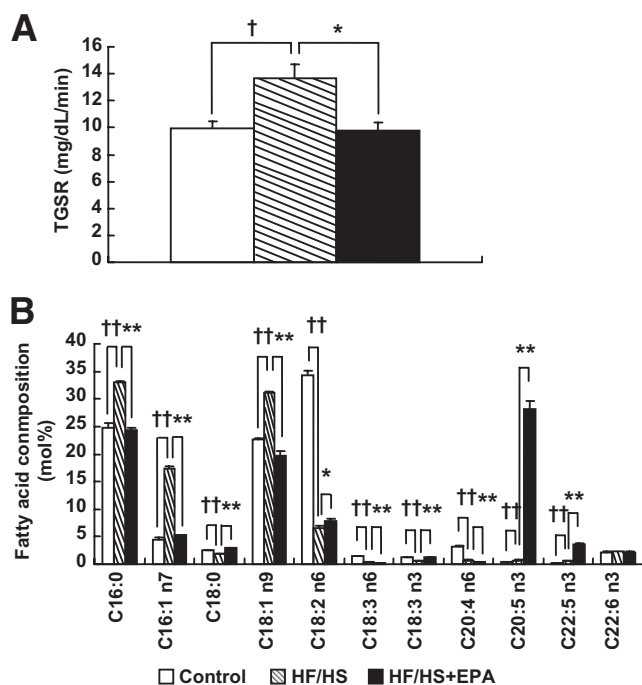 A
† *
TGSR (mg/dL/min)
16
14
12
10
8
6
4
2
0
B
Fatty acid conmposition
(mol%)
40
35
30
25
20
15
10
5
0
†† **
†† **
†† **
†† **
††
*
†† **
†† **
†† **
††
**
††
**
C16:0
C16:1 n7
C18:0
C18:1 n9
C18:2 n6
C18:3 n6
C18:3 n3
C20:4 n6
C20:5 n3
C22:5 n3
C22:6 n3
Control HF/HS HF/HS+EPA